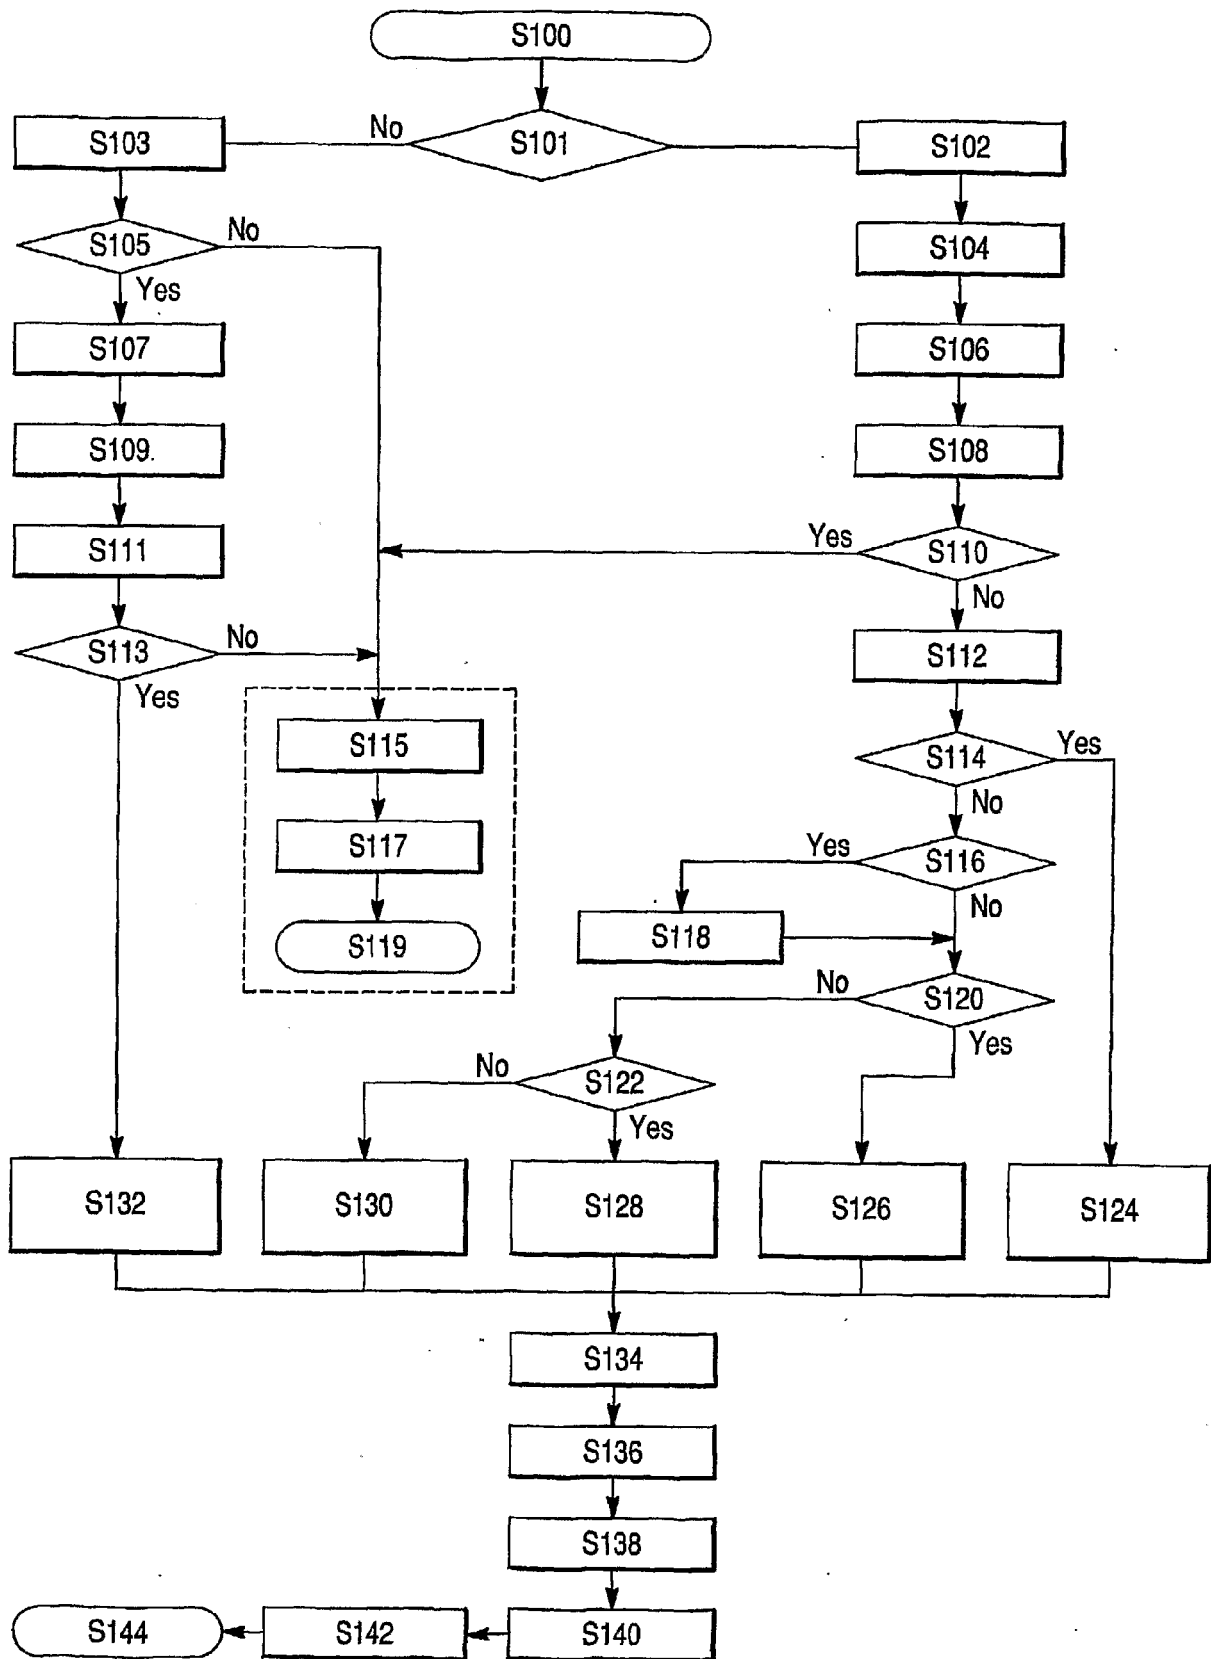 S100
No
S103
S101
S102
S105
No
Yes
S104
S107
S106
S109.
S108
S111
Yes
S110
No
S113
No
Yes
S112
S115
S114
Yes
No
S117
Yes
S116
No
S119
S118
No
S120
Yes
No
S122
Yes
S132
S130
S128
S126
S124
S134
S136
S138
S144
S142
S140